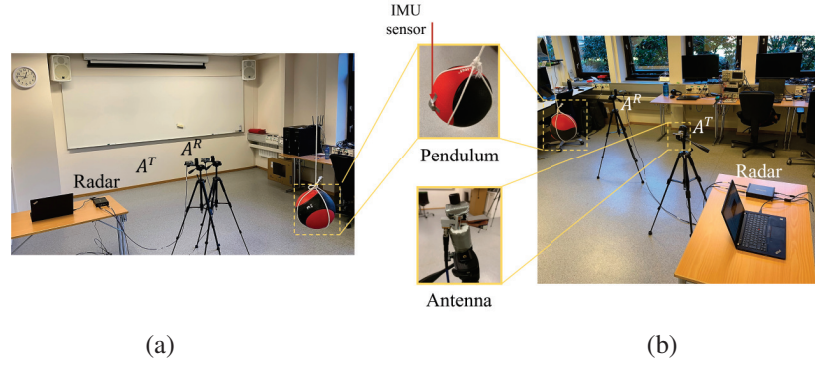 IMU
sensor
A^T
A^R
Radar
Pendulum
Antenna
A^R
A^T
Radar
(a)
(b)